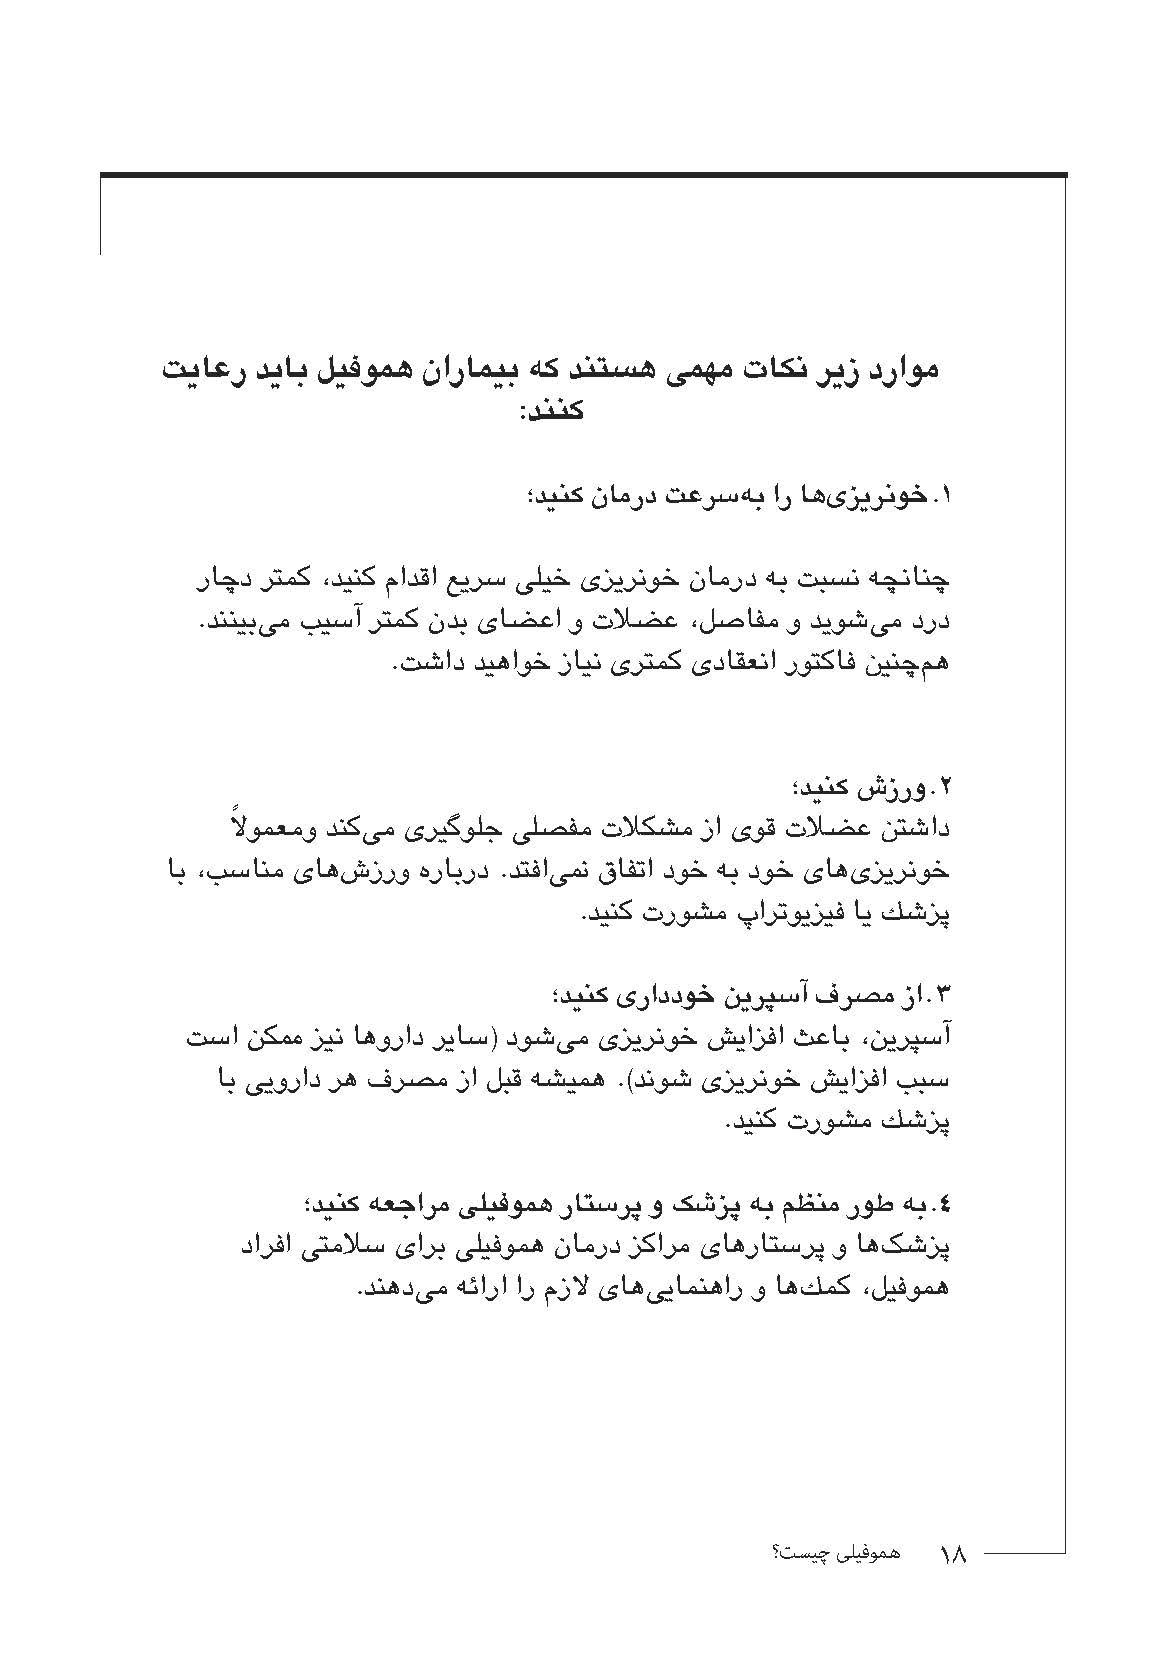 موارد زیر نکات مهمی هستند که بیماران هموفیل باید رعایت
کنند:
۱. خونریزی‌ها را به‌سرعت درمان کنید؛
چنانچه نسبت به درمان خونریزی خیلی سریع اقدام کنید، کمتر دچار
درد می‌شوید و مفاصل، عضلات و اعضای بدن کمتر آسیب می‌بینند.
هم‌چنین فاکتور انعقادی کمتری نیاز خواهید داشت.
۲. ورزش کنید؛
داشتن عضلات قوی از مشکلات مفصلی جلوگیری می‌کند ومعمولاً
خونریزی‌های خود به خود اتفاق نمی‌افتد. درباره ورزش‌های مناسب، با
پزشك یا فیزیوتراپ مشورت کنید.
۳. از مصرف آسپرین خودداری کنید؛
آسپرین، باعث افزایش خونریزی می‌شود (سایر داروها نیز ممکن است
سبب افزایش خونریزی شوند). همیشه قبل از مصرف هر دارویی با
پزشك مشورت کنید.
٤. به طور منظم به پزشک و پرستار هموفیلی مراجعه کنید؛
پزشک‌ها و پرستارهای مرکز درمان هموفیلی برای سلامتی افراد
هموفیل، کمك‌ها و راهنمایی‌های لازم را ارائه می‌دهند.
۱۸ هموفیلی چیست؟